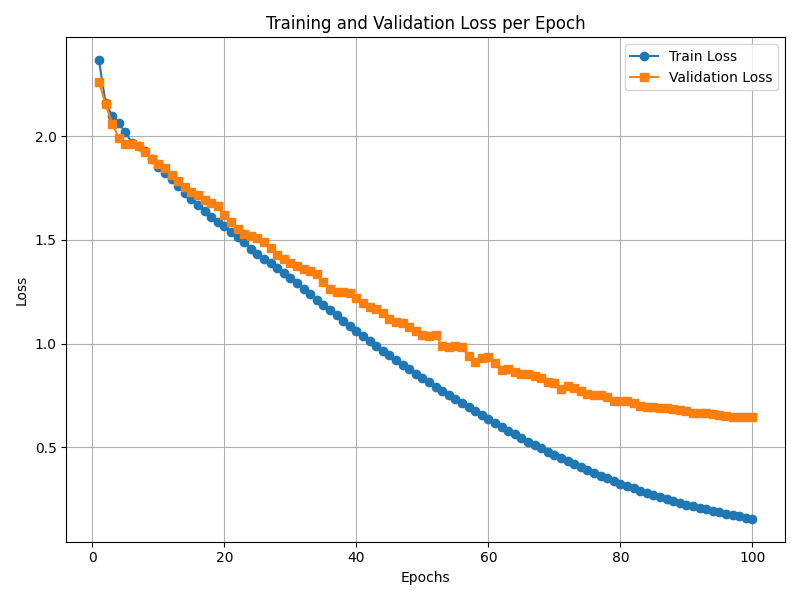 Training and Validation Loss per Epoch
Train Loss
Validation Loss
2.0
1.5
1.0
0.5
Loss
0 20 40 60 80 100
Epochs